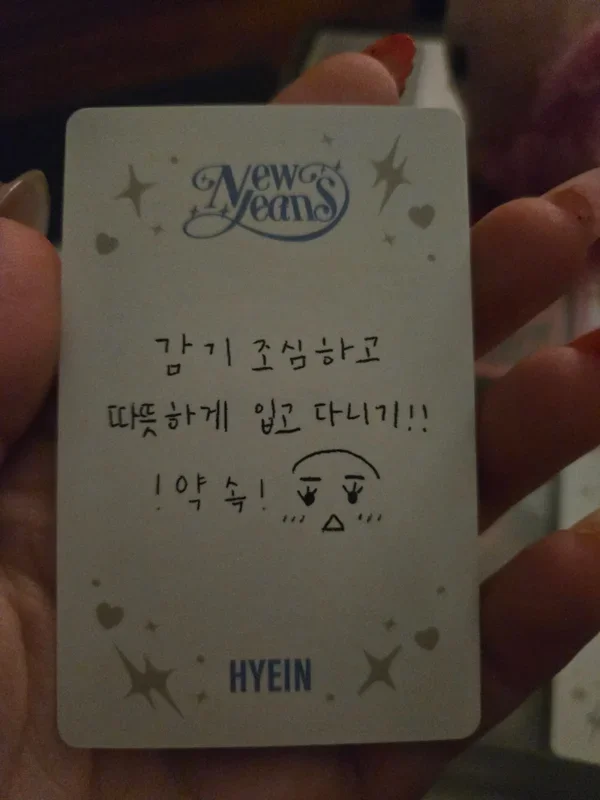 NewJeans
감기 조심하고
따뜻하게 입고 다니기!!
!약속!
HYEIN